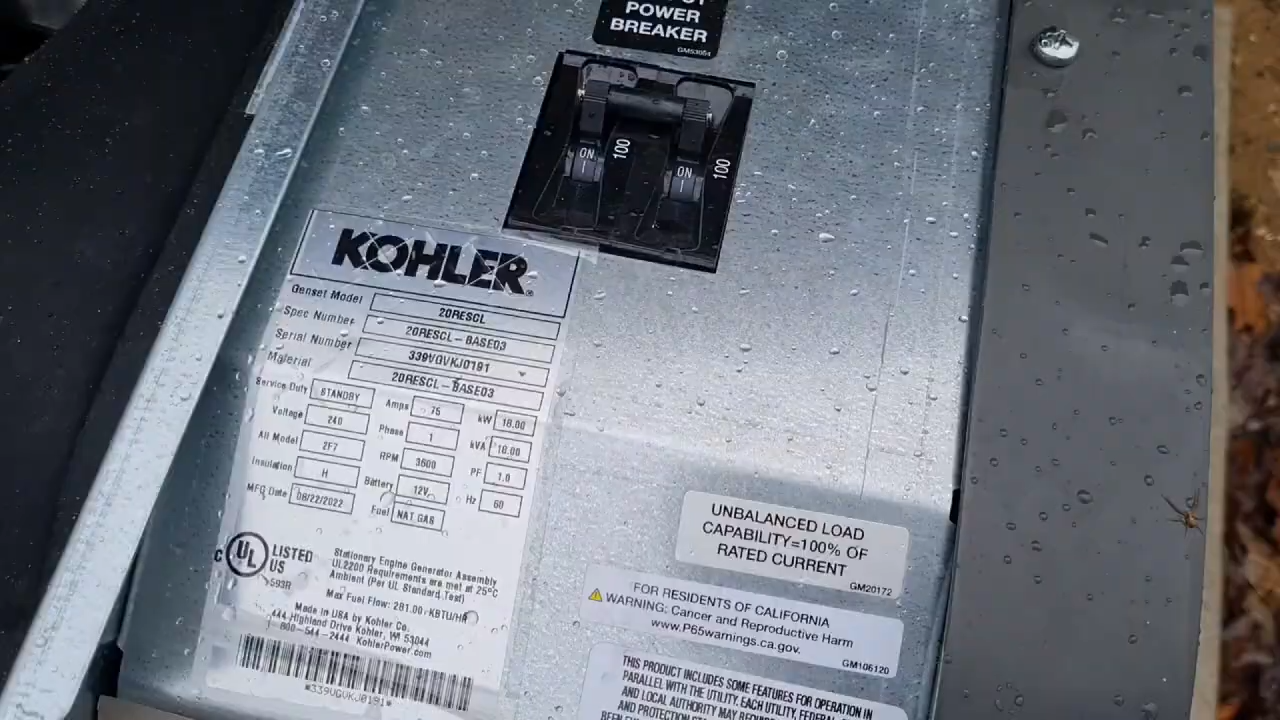 POWER
BREAKER
GM53061
ON
100
ON
100
KOHLER
Genset Model 20RESCL
Spec Number 20RESCL-BASE03
Serial Number 339VGVKJ0191
Material 20RESCL-BASE03
Service Duty STANDBY Amps 75 kW 18.00
Voltage 240 Phase 1 kVA 18.00
Alt Model 2F7 RPM 3600 PF 1.0
Insulation H Battery 12V Hz 60
MFG Date 08/22/2022 Fuel NAT GAS
C UL LISTED
US
593R
Stationary Engine Generator Assembly
UL2200 Requirements are met at 25°C
Ambient (Per UL Standard Test)
Max Fuel Flow: 281.00 KBTU/HR
Made in USA by Kohler Co.
444 Highland Drive Kohler, WI 53044
800-544-2444 KohlerPower.com
*339VGVKJ0191*
UNBALANCED LOAD
CAPABILITY=100% OF
RATED CURRENT
GM20172
FOR RESIDENTS OF CALIFORNIA
WARNING: Cancer and Reproductive Harm
www.P65warnings.ca.gov.
GM106120
THIS PRODUCT INCLUDES SOME FEATURES FOR OPERATION IN
PARALLEL WITH THE UTILITY. EACH UTILITY, FEDERAL,
AND LOCAL AUTHORITY MAY
AND PROTECTION